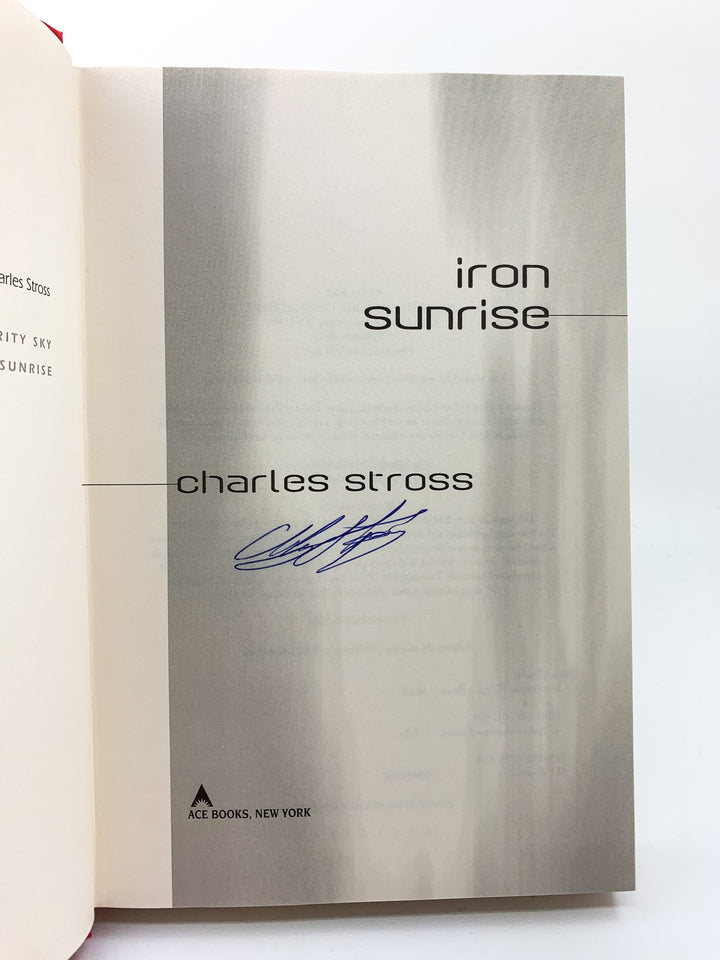 arles Stross
RITY SKY
SUNRISE
iron
sunrise
charles stross
ACE BOOKS, NEW YORK